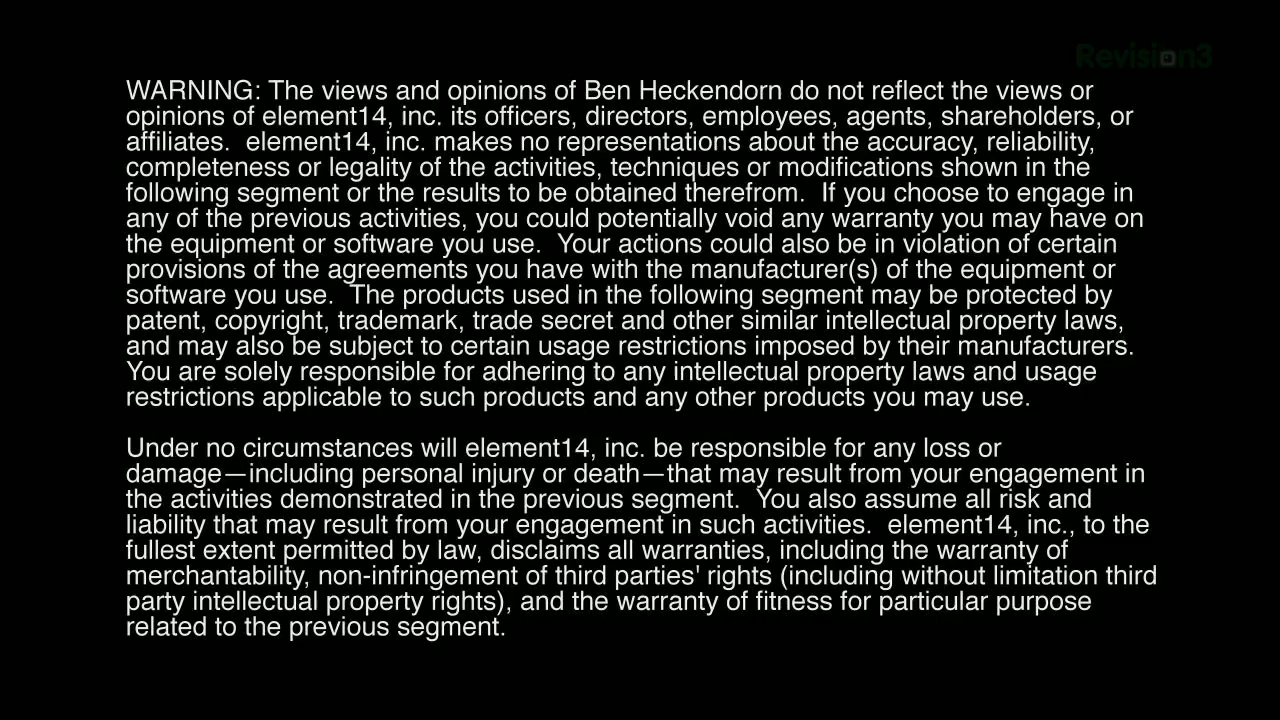 Revision3
WARNING: The views and opinions of Ben Heckendorn do not reflect the views or
opinions of element14, inc. its officers, directors, employees, agents, shareholders, or
affiliates.  element14, inc. makes no representations about the accuracy, reliability,
completeness or legality of the activities, techniques or modifications shown in the
following segment or the results to be obtained therefrom.  If you choose to engage in
any of the previous activities, you could potentially void any warranty you may have on
the equipment or software you use.  Your actions could also be in violation of certain
provisions of the agreements you have with the manufacturer(s) of the equipment or
software you use.  The products used in the following segment may be protected by
patent, copyright, trademark, trade secret and other similar intellectual property laws,
and may also be subject to certain usage restrictions imposed by their manufacturers.
You are solely responsible for adhering to any intellectual property laws and usage
restrictions applicable to such products and any other products you may use.
Under no circumstances will element14, inc. be responsible for any loss or
damage—including personal injury or death—that may result from your engagement in
the activities demonstrated in the previous segment.  You also assume all risk and
liability that may result from your engagement in such activities.  element14, inc., to the
fullest extent permitted by law, disclaims all warranties, including the warranty of
merchantability, non-infringement of third parties' rights (including without limitation third
party intellectual property rights), and the warranty of fitness for particular purpose
related to the previous segment.